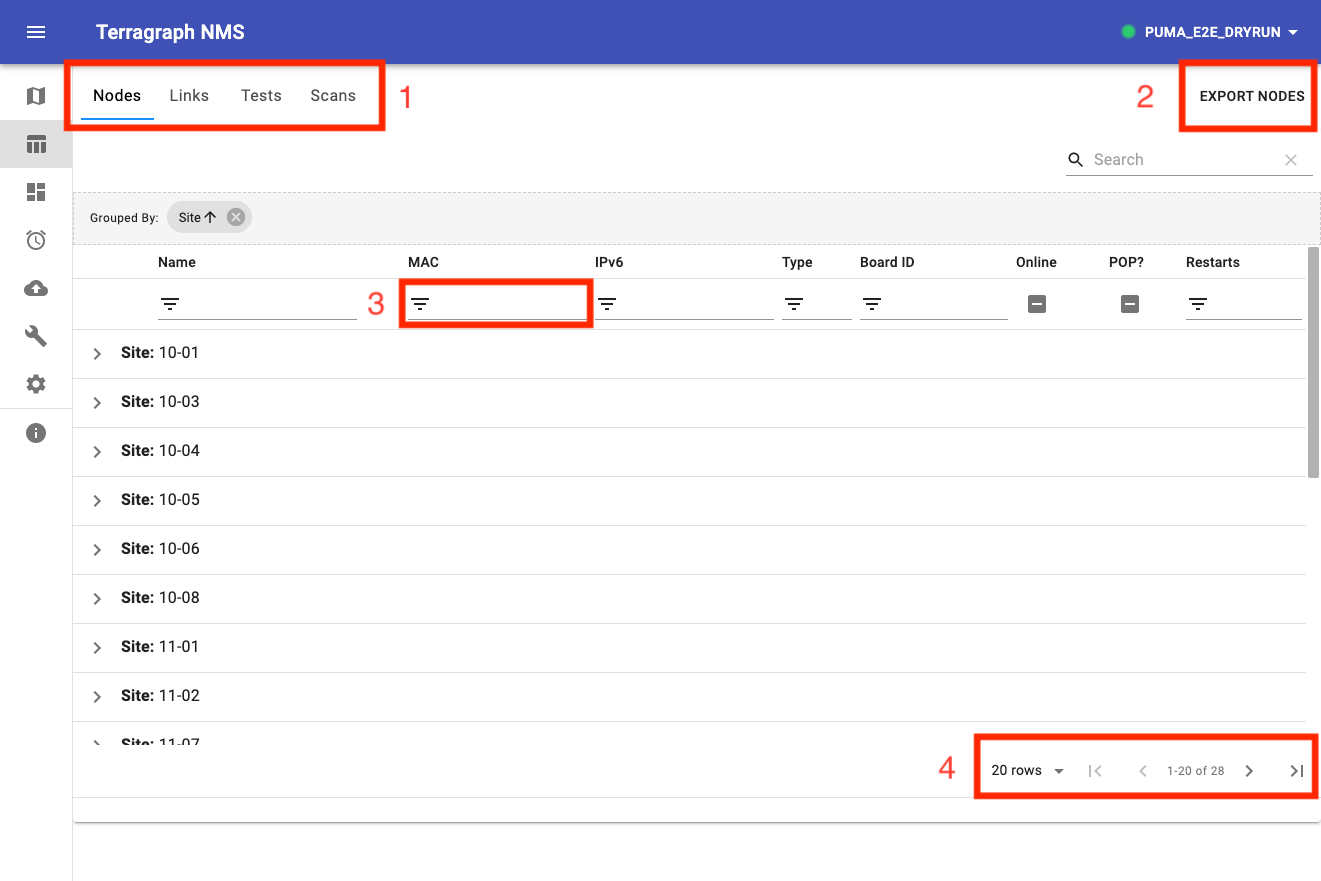 Terragraph NMS
PUMA_E2E_DRYRUN
Nodes Links Tests Scans 1
2 EXPORT NODES
Search
Grouped By: Site
Name MAC IPv6 Type Board ID Online POP? Restarts
3
Site: 10-01
Site: 10-03
Site: 10-04
Site: 10-05
Site: 10-06
Site: 10-08
Site: 11-01
Site: 11-02
Site: 11-07
4 20 rows 1-20 of 28